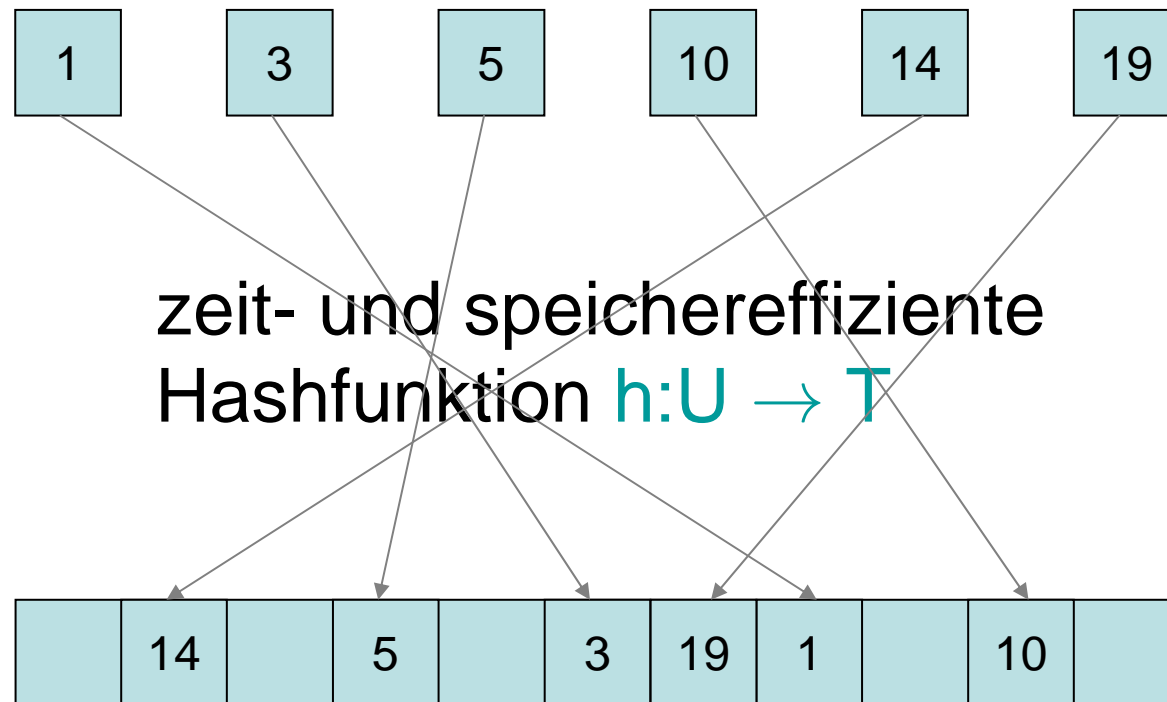 1 3 5 10 14 19
zeit- und speichereffiziente
Hashfunktion h:U → T
14 5 3 19 1 10